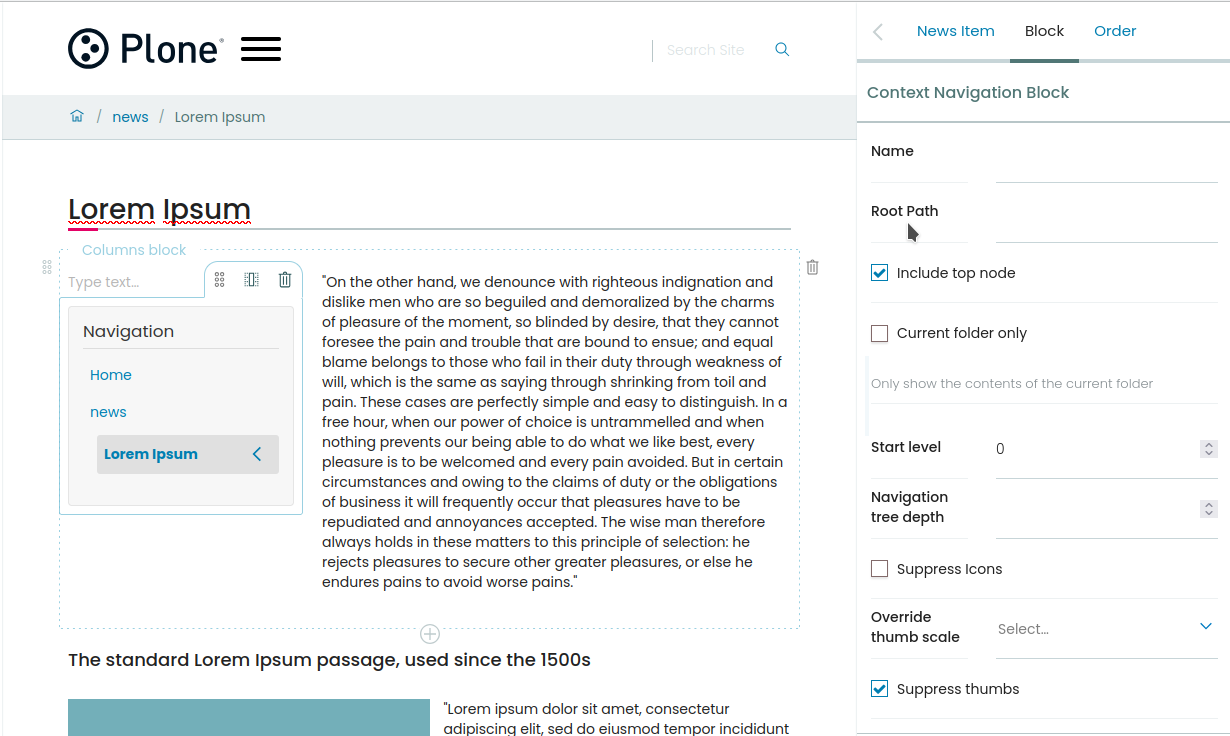 Plone®
Search Site
/ news / Lorem Ipsum
Lorem Ipsum
Columns block
Type text...
Navigation
Home
news
Lorem Ipsum
"On the other hand, we denounce with righteous indignation and
dislike men who are so beguiled and demoralized by the charms
of pleasure of the moment, so blinded by desire, that they cannot
foresee the pain and trouble that are bound to ensue; and equal
blame belongs to those who fail in their duty through weakness of
will, which is the same as saying through shrinking from toil and
pain. These cases are perfectly simple and easy to distinguish. In a
free hour, when our power of choice is untrammelled and when
nothing prevents our being able to do what we like best, every
pleasure is to be welcomed and every pain avoided. But in certain
circumstances and owing to the claims of duty or the obligations
of business it will frequently occur that pleasures have to be
repudiated and annoyances accepted. The wise man therefore
always holds in these matters to this principle of selection: he
rejects pleasures to secure other greater pleasures, or else he
endures pains to avoid worse pains."
The standard Lorem Ipsum passage, used since the 1500s
"Lorem ipsum dolor sit amet, consectetur
adipiscing elit, sed do eiusmod tempor incididunt
News Item
Block
Order
Context Navigation Block
Name
Root Path
Include top node
Current folder only
Only show the contents of the current folder
Start level
0
Navigation
tree depth
Suppress Icons
Override
thumb scale
Select...
Suppress thumbs